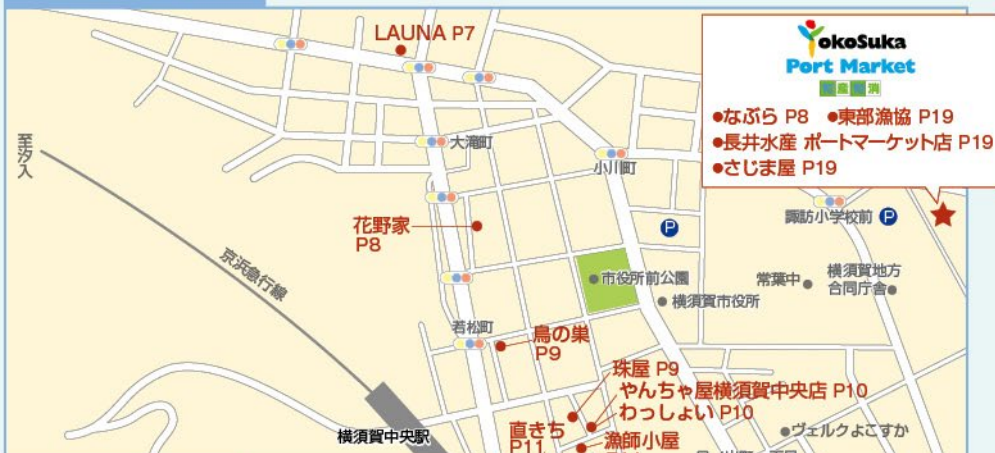 LAUNA P7
YokoSuka
Port Market
産 消
●なぶら P8 ●東部漁協 P19
●長井水産 ポートマーケット店 P19
●さじま屋 P19
至汐入
大滝町
小川町
諏訪小学校前 P
P
花野家
P8
京浜急行線
市役所前公園
常葉中
横須賀地方
合同庁舎
横須賀市役所
若松町
鳥の巣
P9
珠屋 P9
やんちゃ屋横須賀中央店 P10
わっしょい P10
直きち
P11
漁師小屋
横須賀中央駅
ヴェルクよこすか